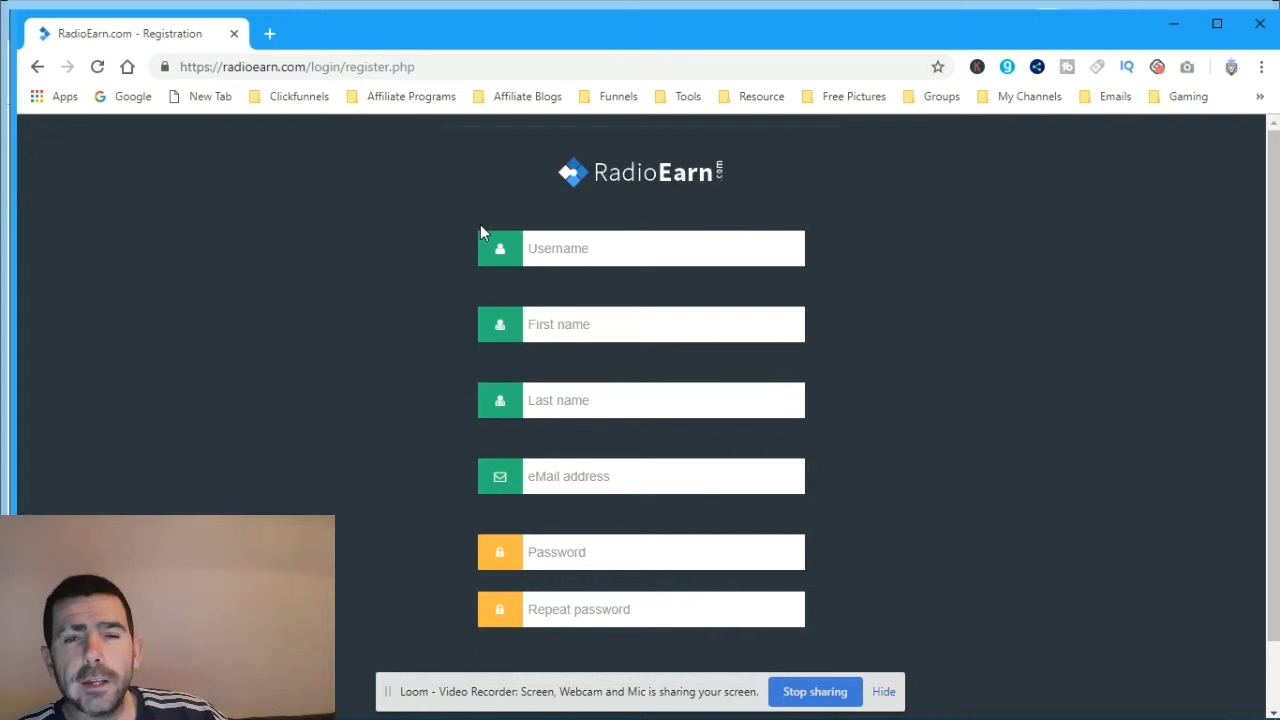 RadioEarn.com - Registration
https://radioearn.com/login/register.php
Apps Google New Tab Clickfunnels Affiliate Programs Affiliate Blogs Funnels Tools Resource Free Pictures Groups My Channels Emails Gaming »
RadioEarn.com
Username
First name
Last name
eMail address
Password
Repeat password
Loom - Video Recorder: Screen, Webcam and Mic is sharing your screen. Stop sharing Hide